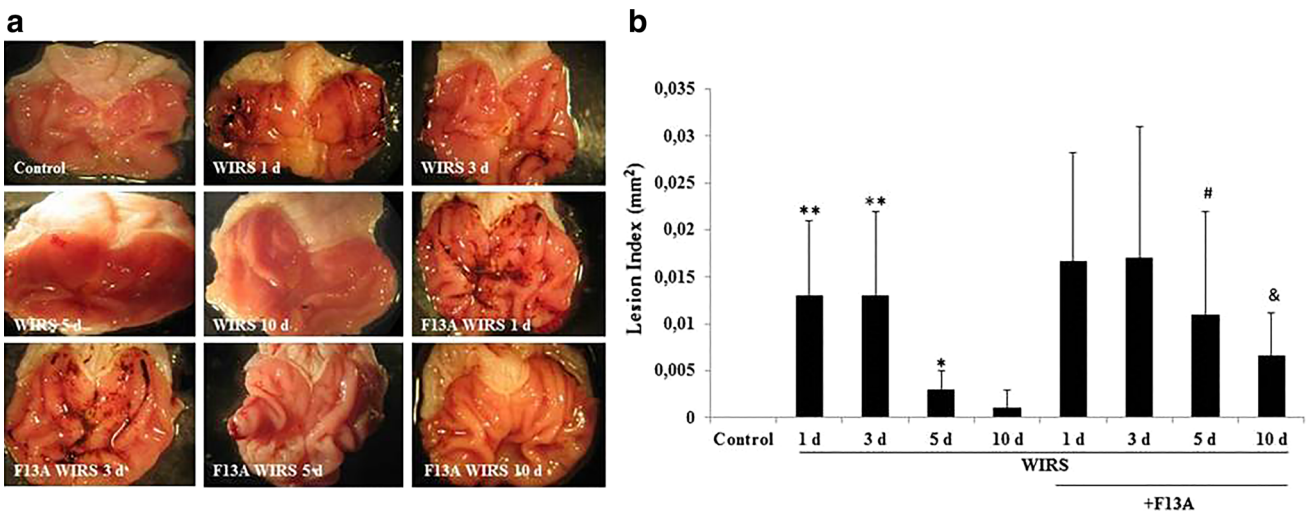 a
Control
WIRS 1 d
WIRS 3 d
WIRS 5 d
WIRS 10 d
F13A WIRS 1 d
F13A WIRS 3 d
F13A WIRS 5 d
F13A WIRS 10 d
b
Lesion Index (mm²)
0,035
0,03
0,025
0,02
0,015
0,01
0,005
0
**
**
*
#
&
Control 1 d 3 d 5 d 10 d 1 d 3 d 5 d 10 d
WIRS
+F13A